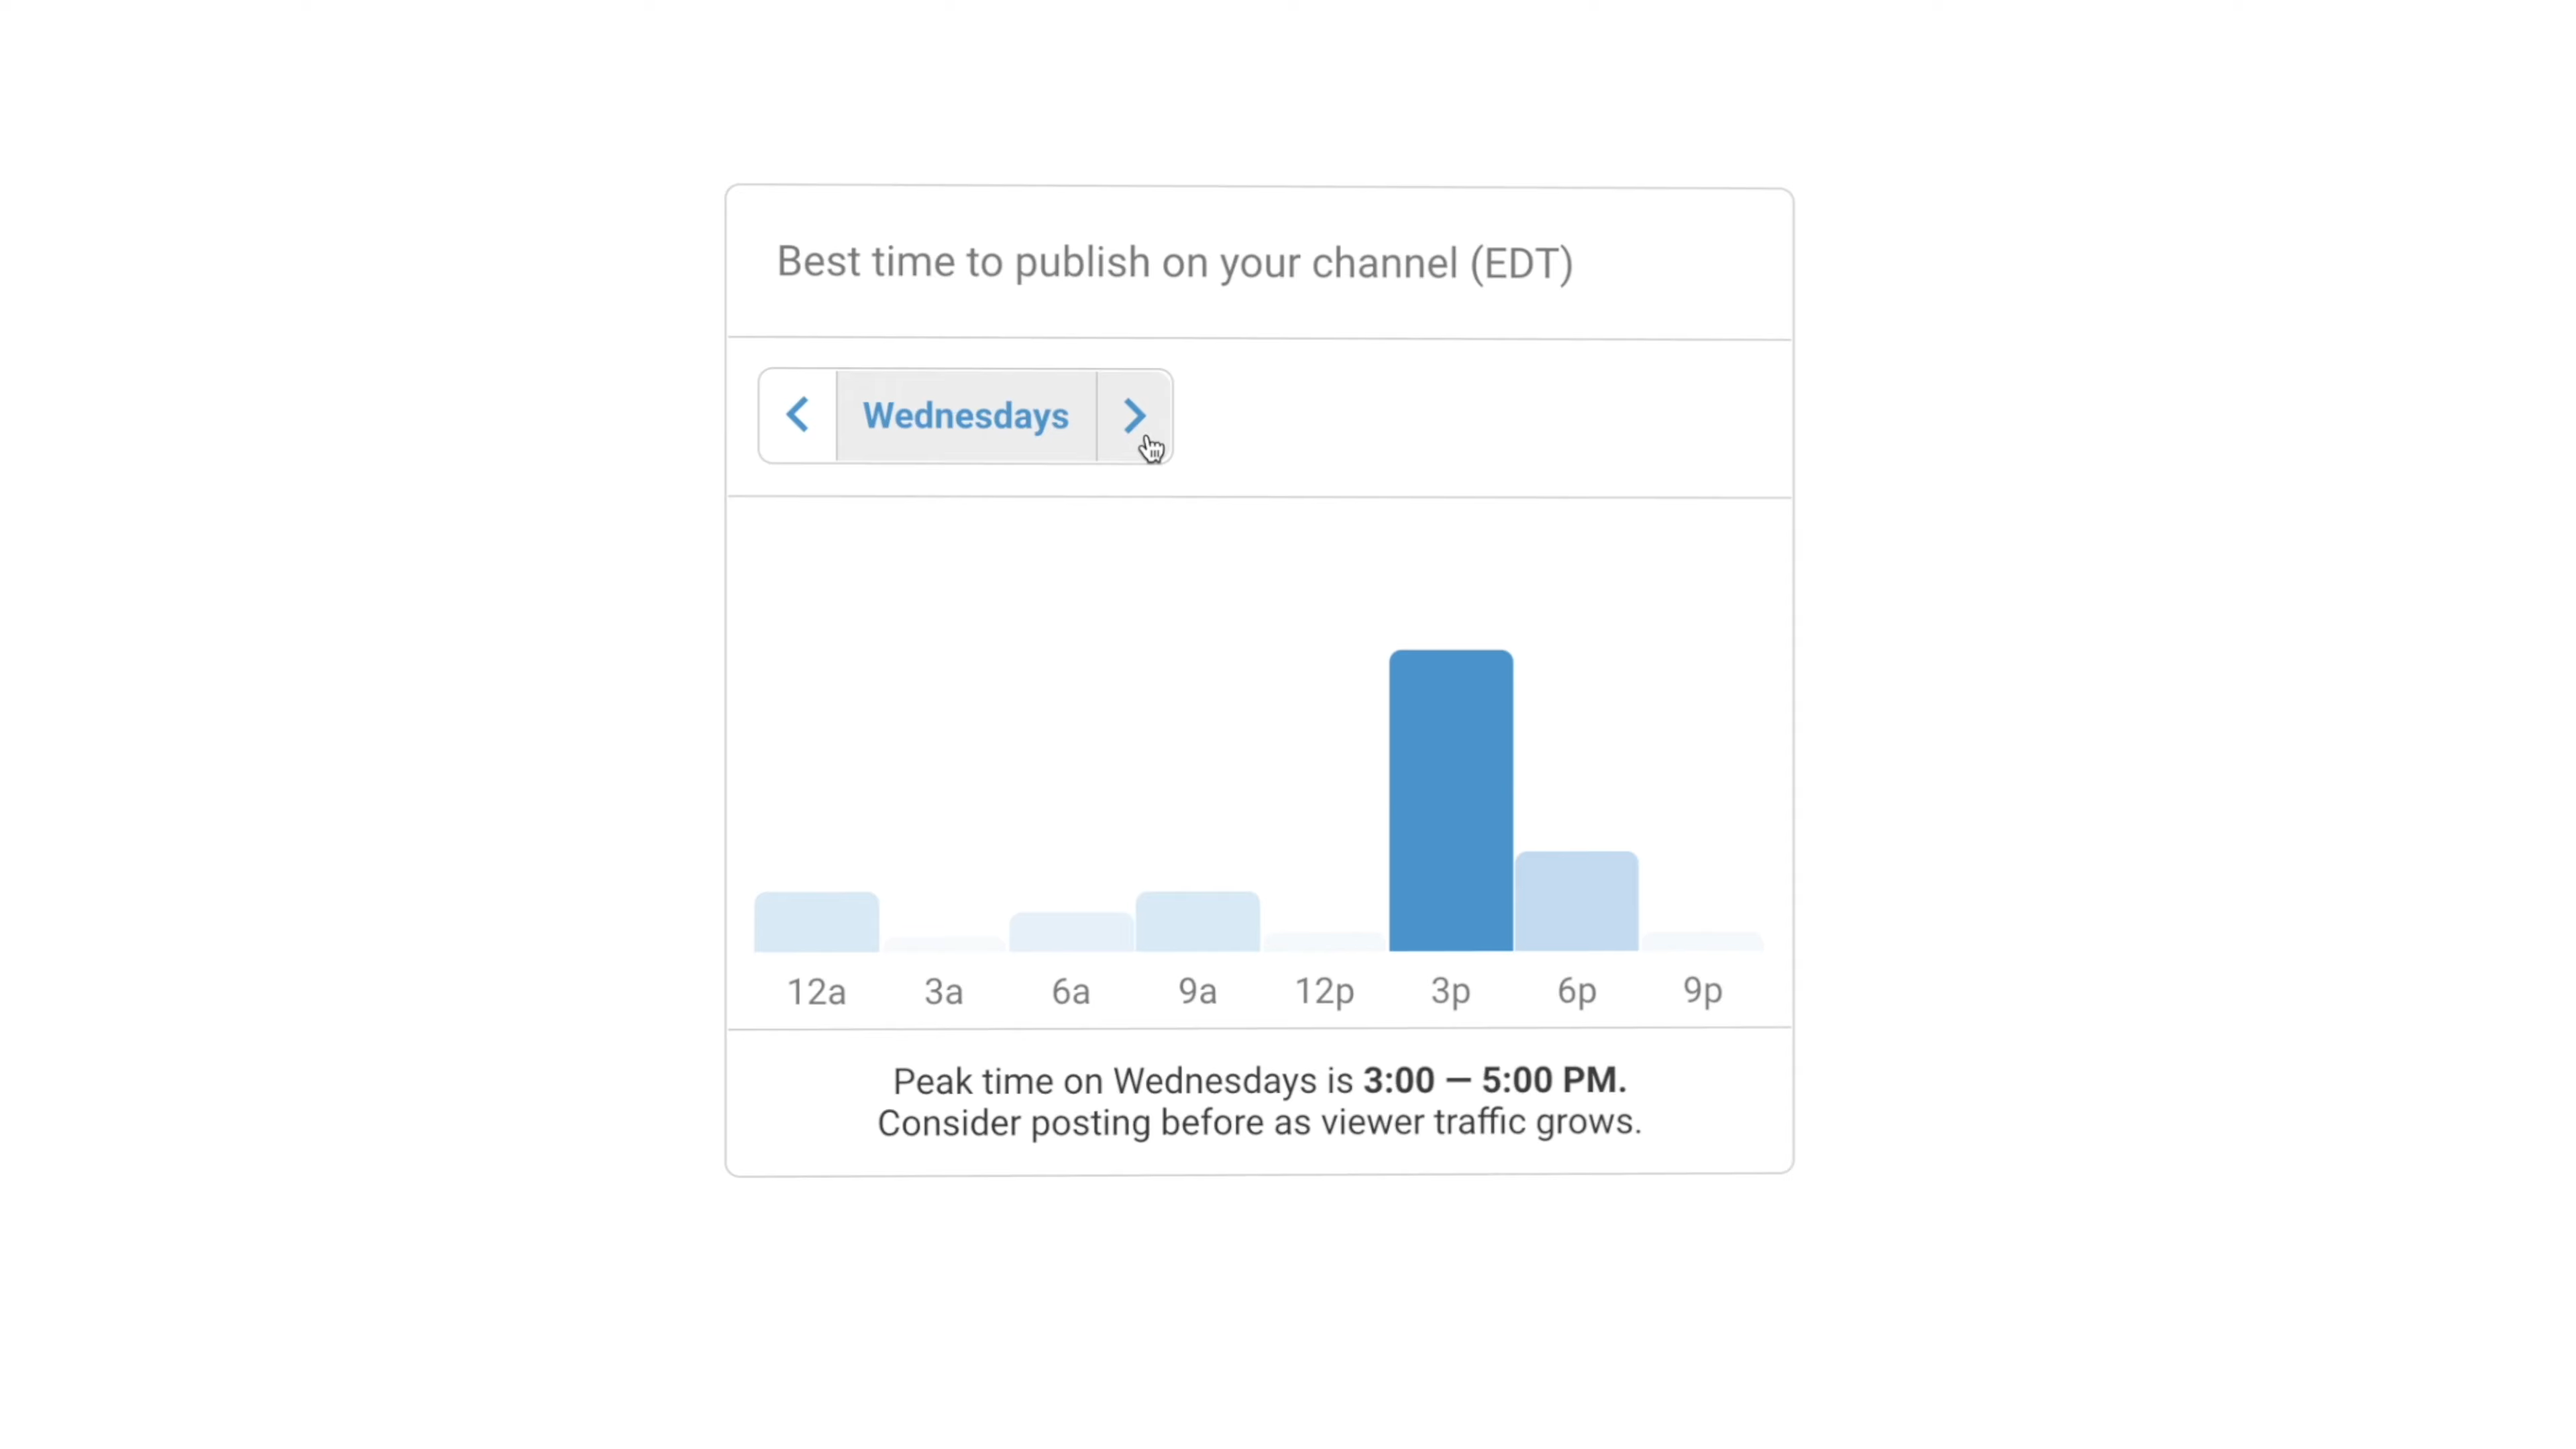 Best time to publish on your channel (EDT)
Wednesdays
12a 3a 6a 9a 12p 3p 6p 9p
Peak time on Wednesdays is 3:00 — 5:00 PM.
Consider posting before as viewer traffic grows.